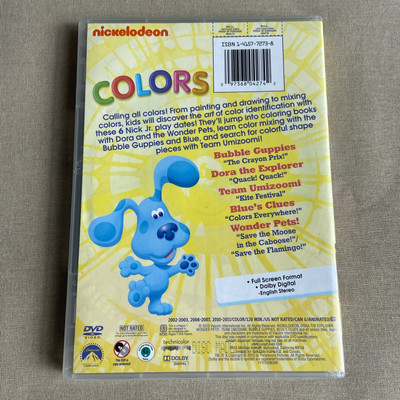 nickelodeon
ISBN 1-4157-7273-8
COLORS
Calling all colors! From painting and drawing to mixing
colors, kids will discover the art of color identification with
these 6 Nick Jr. play dates! They'll jump into coloring books
with Dora and the Wonder Pets, learn color mixing with the
Bubble Guppies and Blue, and search for colorful shape
pieces with Team Umizoomi!
Bubble Guppies
"The Crayon Prix!"
Dora the Explorer
"Quack! Quack!"
Team Umizoomi
"Kite Festival"
Blue's Clues
"Colors Everywhere!"
Wonder Pets!
"Save the Moose
in the Caboose!"/
"Save the Flamingo!"
• Full Screen Format
• Dolby Digital
-English Stereo
DVD
VIDEO
NOT RATED
technicolor
DOLBY
DIGITAL